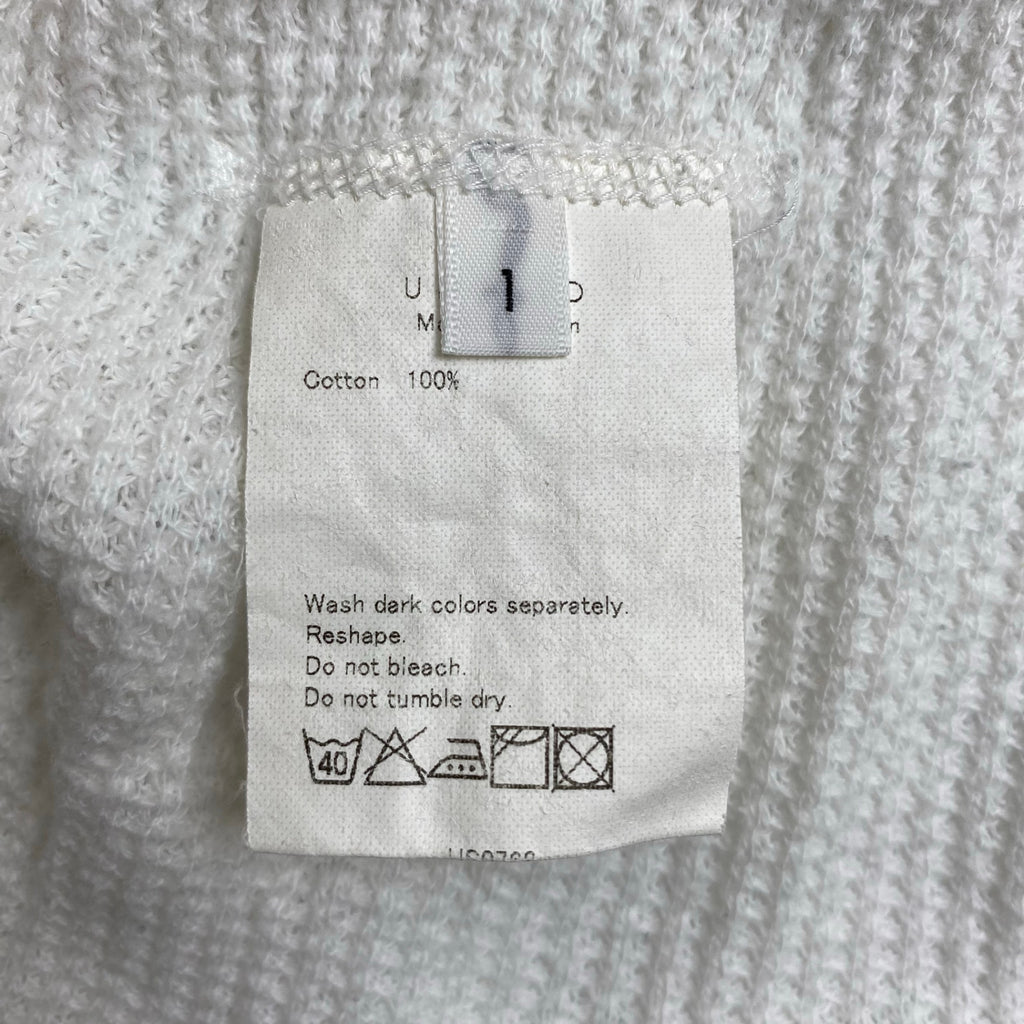 1
Cotton 100%
Wash dark colors separately.
Reshape.
Do not bleach.
Do not tumble dry.
40